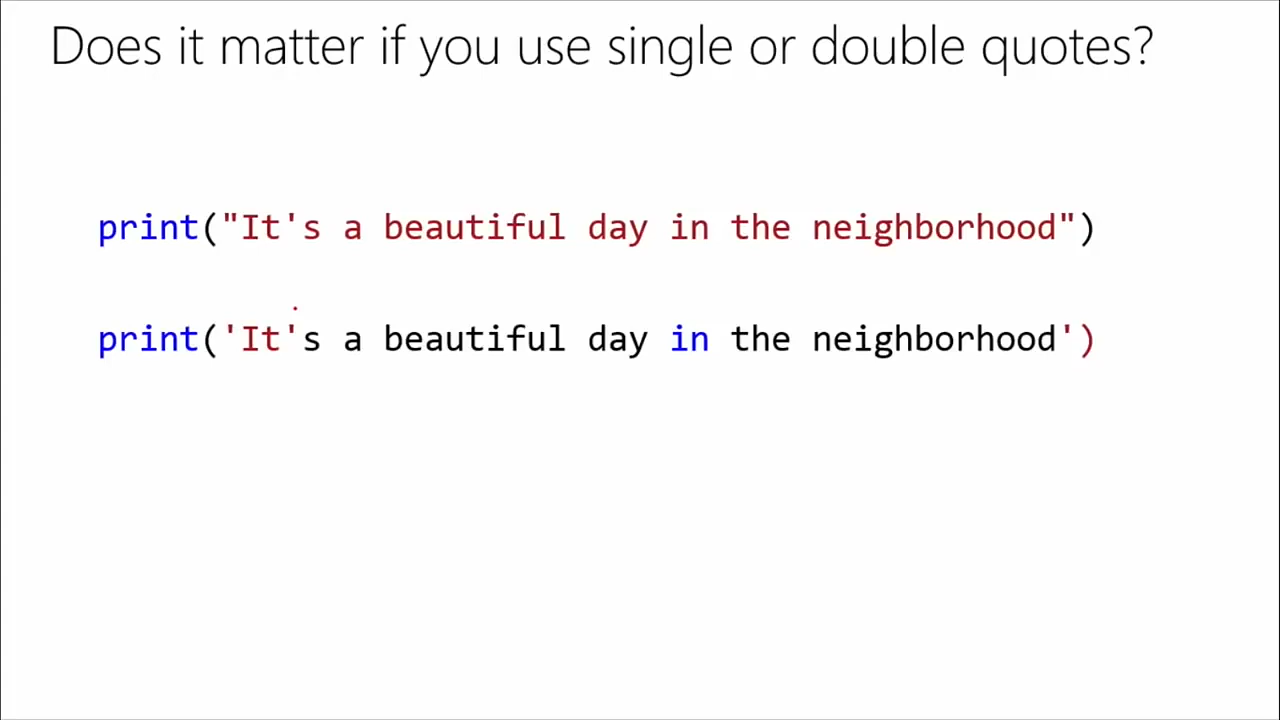 Does it matter if you use single or double quotes?
print("It's a beautiful day in the neighborhood")
print('It's a beautiful day in the neighborhood')